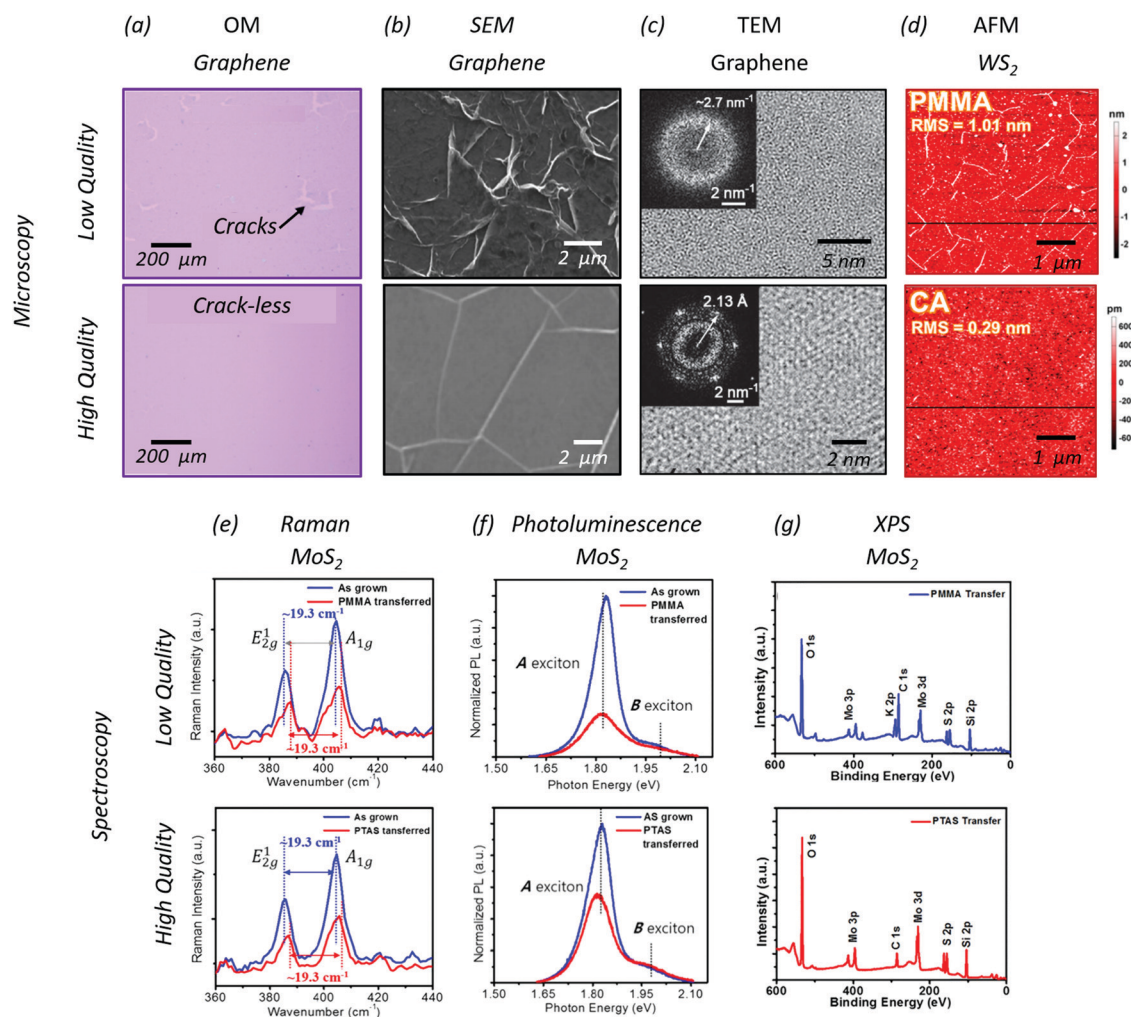 (a) OM
Graphene
(b) SEM
Graphene
(c) TEM
Graphene
(d) AFM
WS2
Microscopy
Low Quality
Cracks
200 μm
2 μm
~2.7 nm-1
2 nm-1
5 nm
PMMA
RMS = 1.01 nm
1 μm
nm
2
1
0
-1
-2
High Quality
Crack-less
200 μm
2 μm
2.13 Å
2 nm-1
2 nm
CA
RMS = 0.29 nm
1 μm
pm
600
400
200
0
-20
-40
-60
(e) Raman
MoS2
(f) Photoluminescence
MoS2
(g) XPS
MoS2
Spectroscopy
Low Quality
Raman Intensity (a.u.)
As grown
PMMA transferred
~19.3 cm-1
E12g
A1g
~19.3 cm-1
360 380 400 420 440
Wavenumber (cm-1)
Normalized PL (a.u.)
As grown
PMMA
transferred
A exciton
B exciton
1.50 1.65 1.80 1.95 2.10
Photon Energy (eV)
Intensity (a.u.)
PMMA Transfer
O 1s
Mo 3p
K 2p
C 1s
Mo 3d
S 2p
Si 2p
600 400 200 0
Binding Energy (eV)
High Quality
Raman Intensity (a.u.)
As grown
PTAS tansferred
~19.3 cm-1
E12g
A1g
~19.3 cm-1
360 380 400 420 440
Wavenumber (cm-1)
Normalized PL (a.u.)
AS grown
PTAS
transferred
A exciton
B exciton
1.50 1.65 1.80 1.95 2.10
Photon Energy (eV)
Intensity (a.u.)
PTAS Transfer
O 1s
Mo 3p
C 1s
Mo 3d
S 2p
Si 2p
600 400 200 0
Binding Energy (eV)